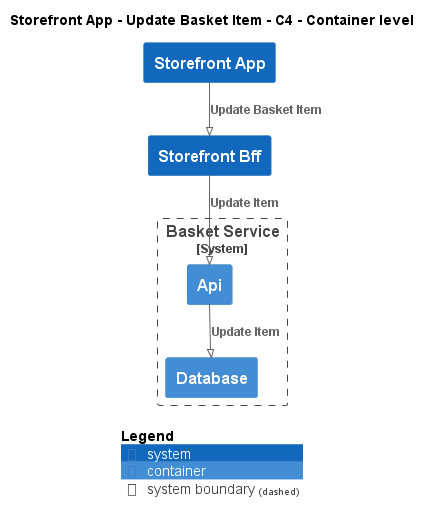 Storefront App - Update Basket Item - C4 - Container level
Storefront App
Update Basket Item
Storefront Bff
Update Item
Basket Service
[System]
Api
Update Item
Database
Legend
system
container
system boundary (dashed)